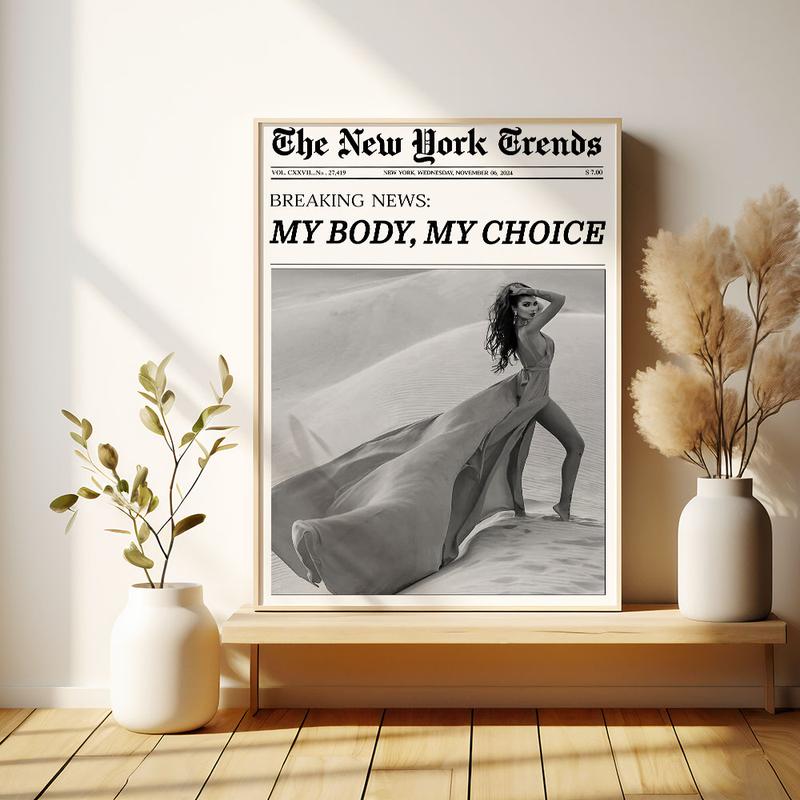 The New York Trends
VOL. CXXVII...No. 27,419 NEW YORK, WEDNESDAY, NOVEMBER 06, 2024 $ 7.00
BREAKING NEWS:
MY BODY, MY CHOICE